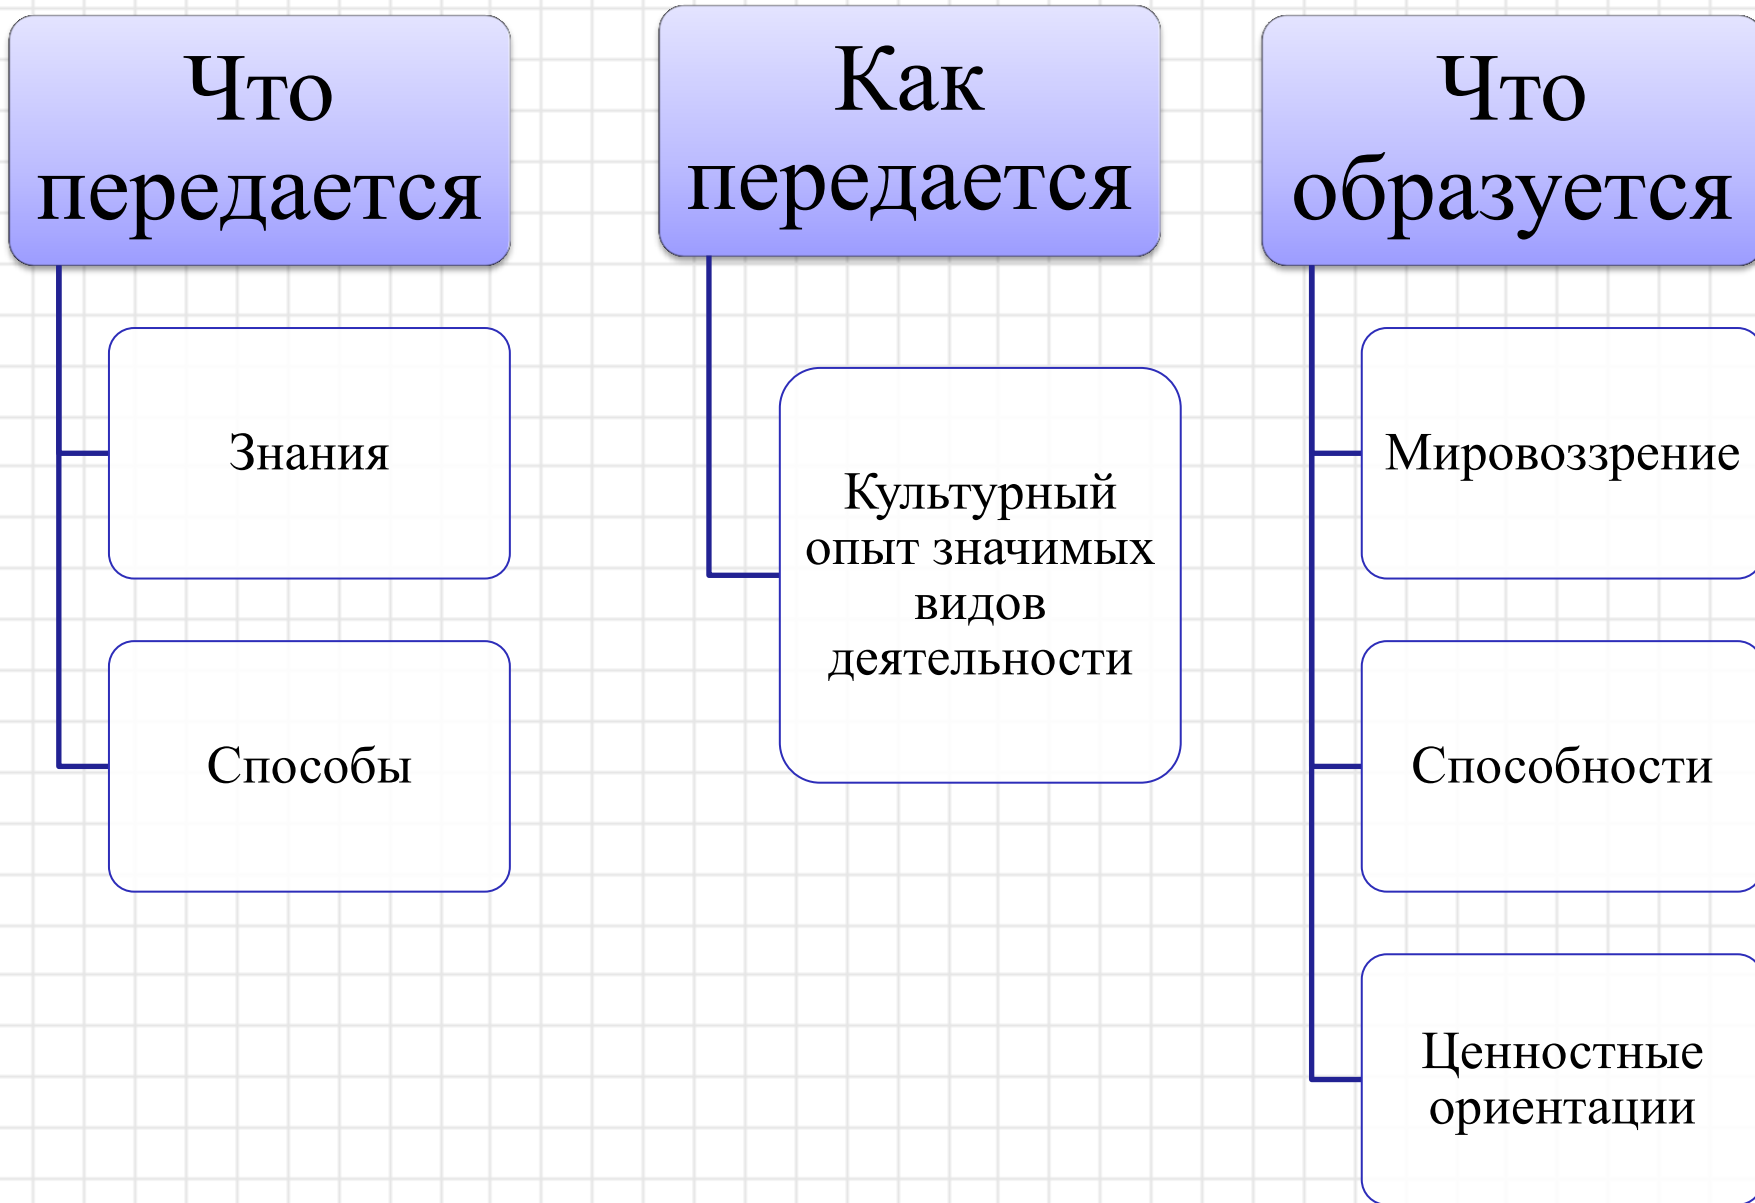 Что
передается
Знания
Способы
Как
передается
Культурный
опыт значимых
видов
деятельности
Что
образуется
Мировоззрение
Способности
Ценностные
ориентации